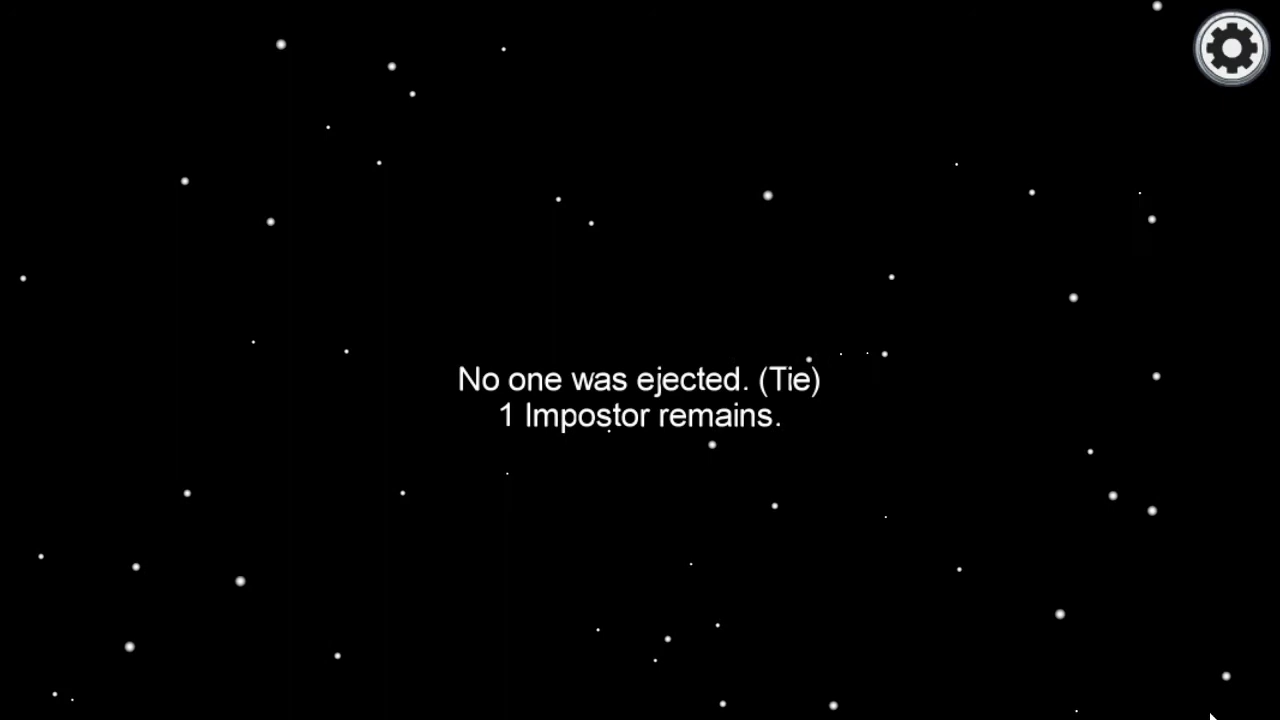 No one was ejected. (Tie)
1 Impostor remains.